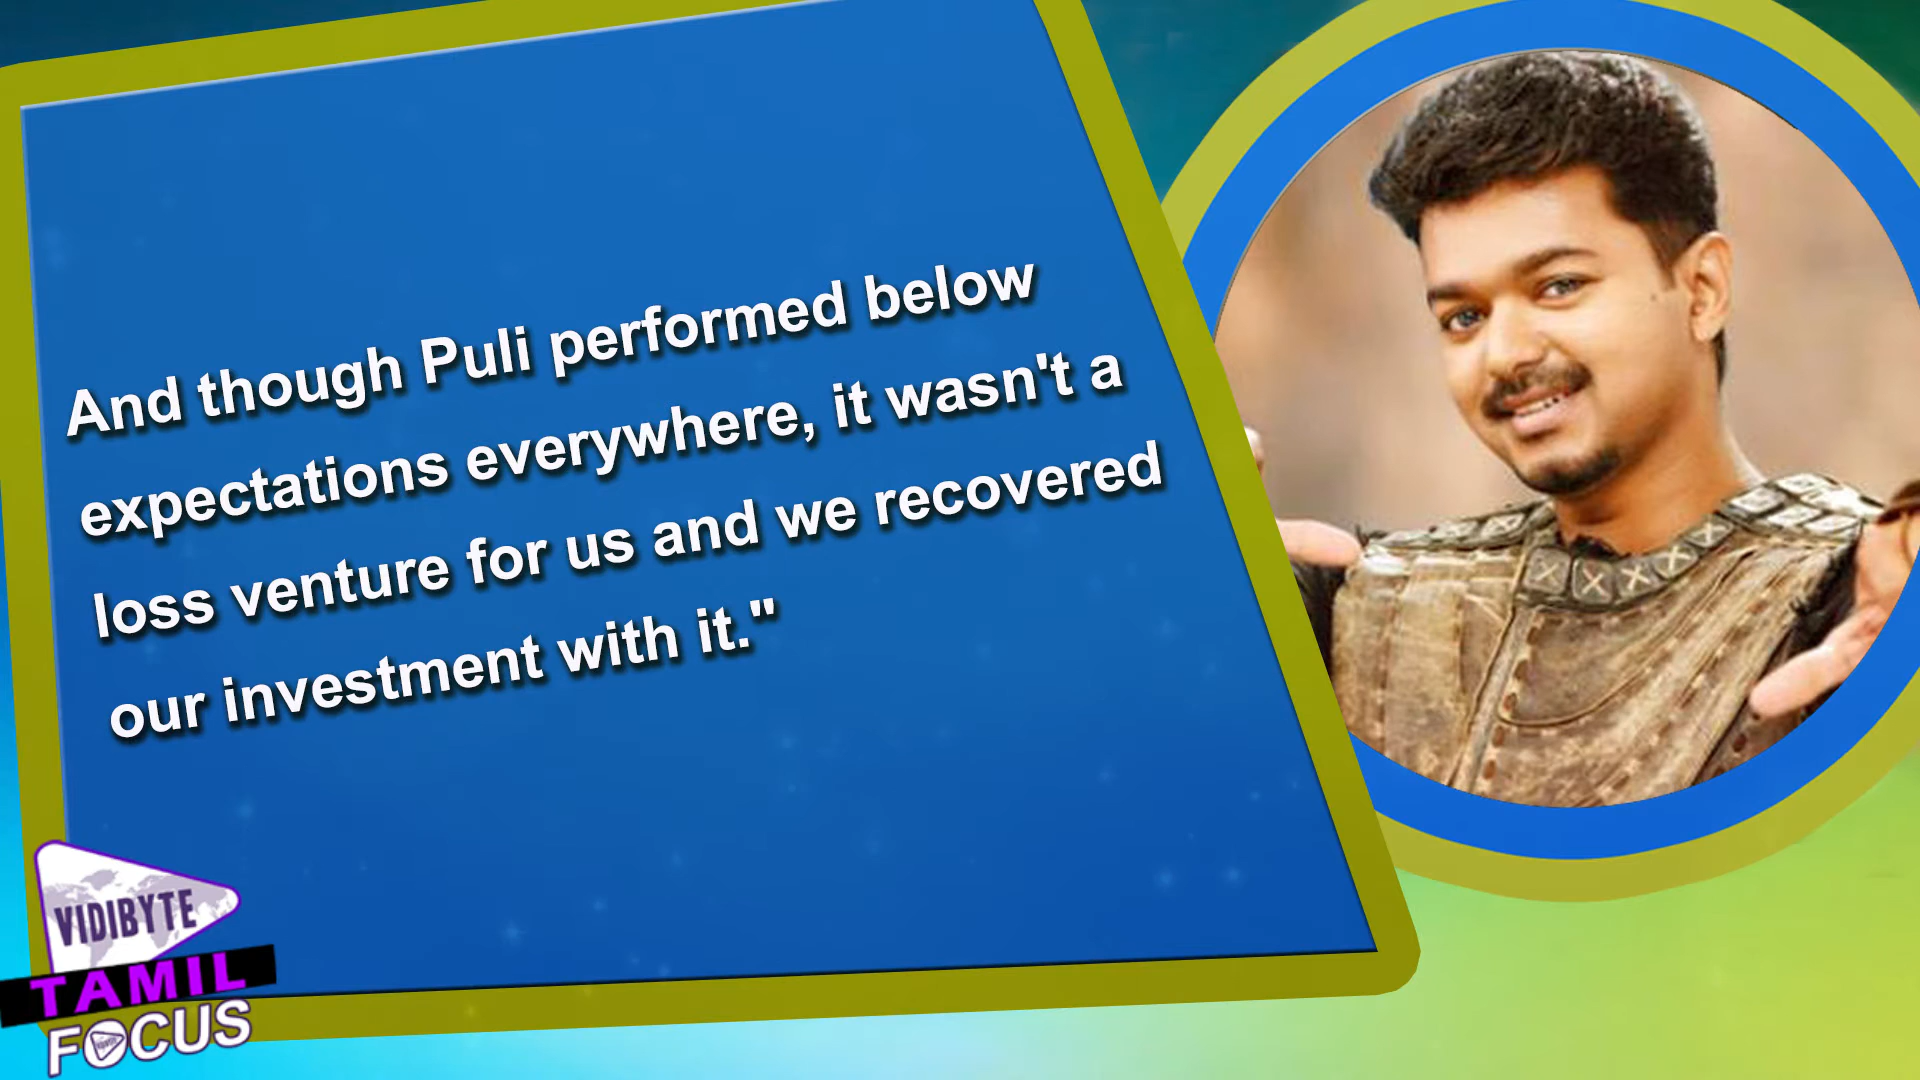 And though Puli performed below
expectations everywhere, it wasn't a
loss venture for us and we recovered
our investment with it."
VIDIBYTE
TAMIL
FOCUS